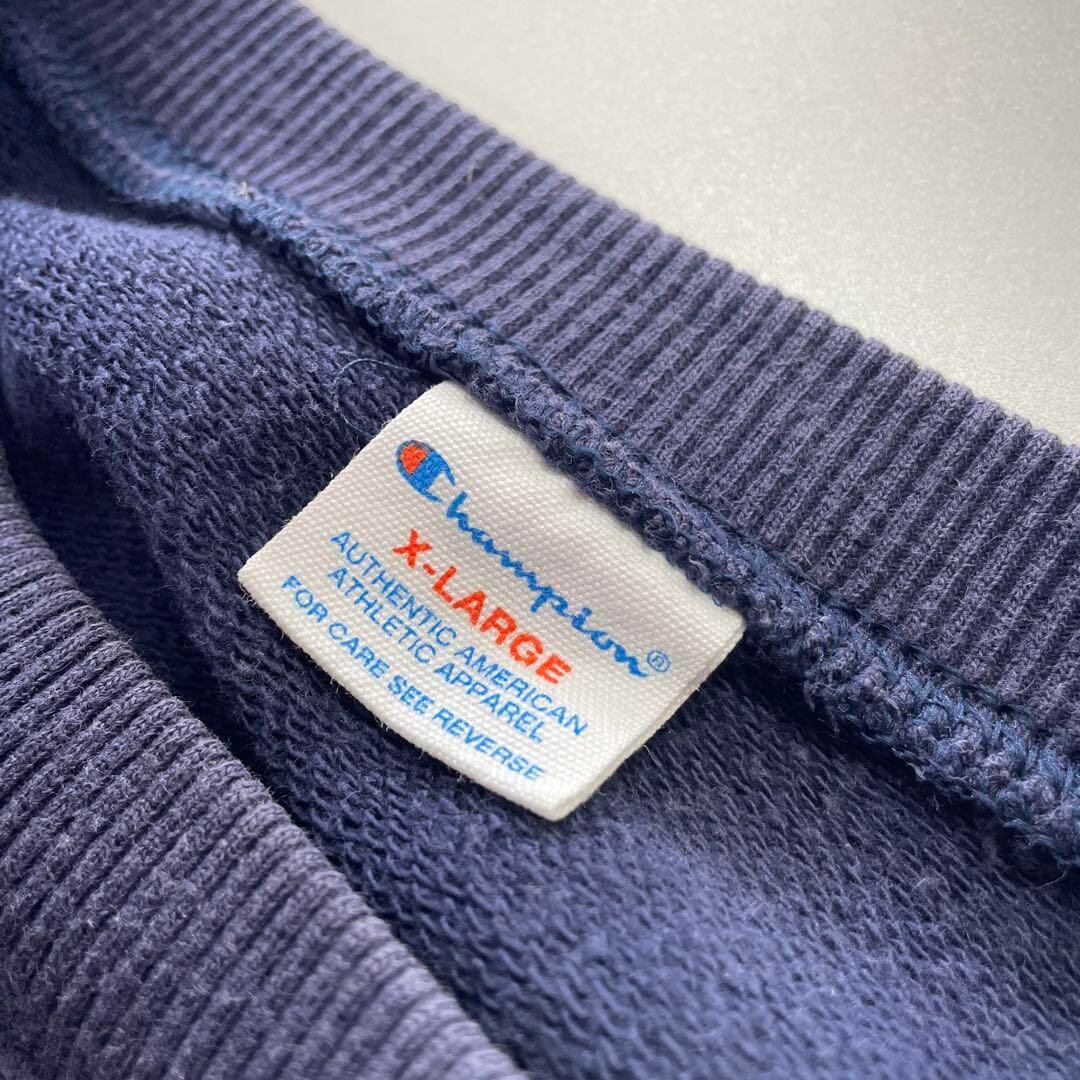 Champion®
X-LARGE
AUTHENTIC AMERICAN
ATHLETIC APPAREL
FOR CARE SEE REVERSE